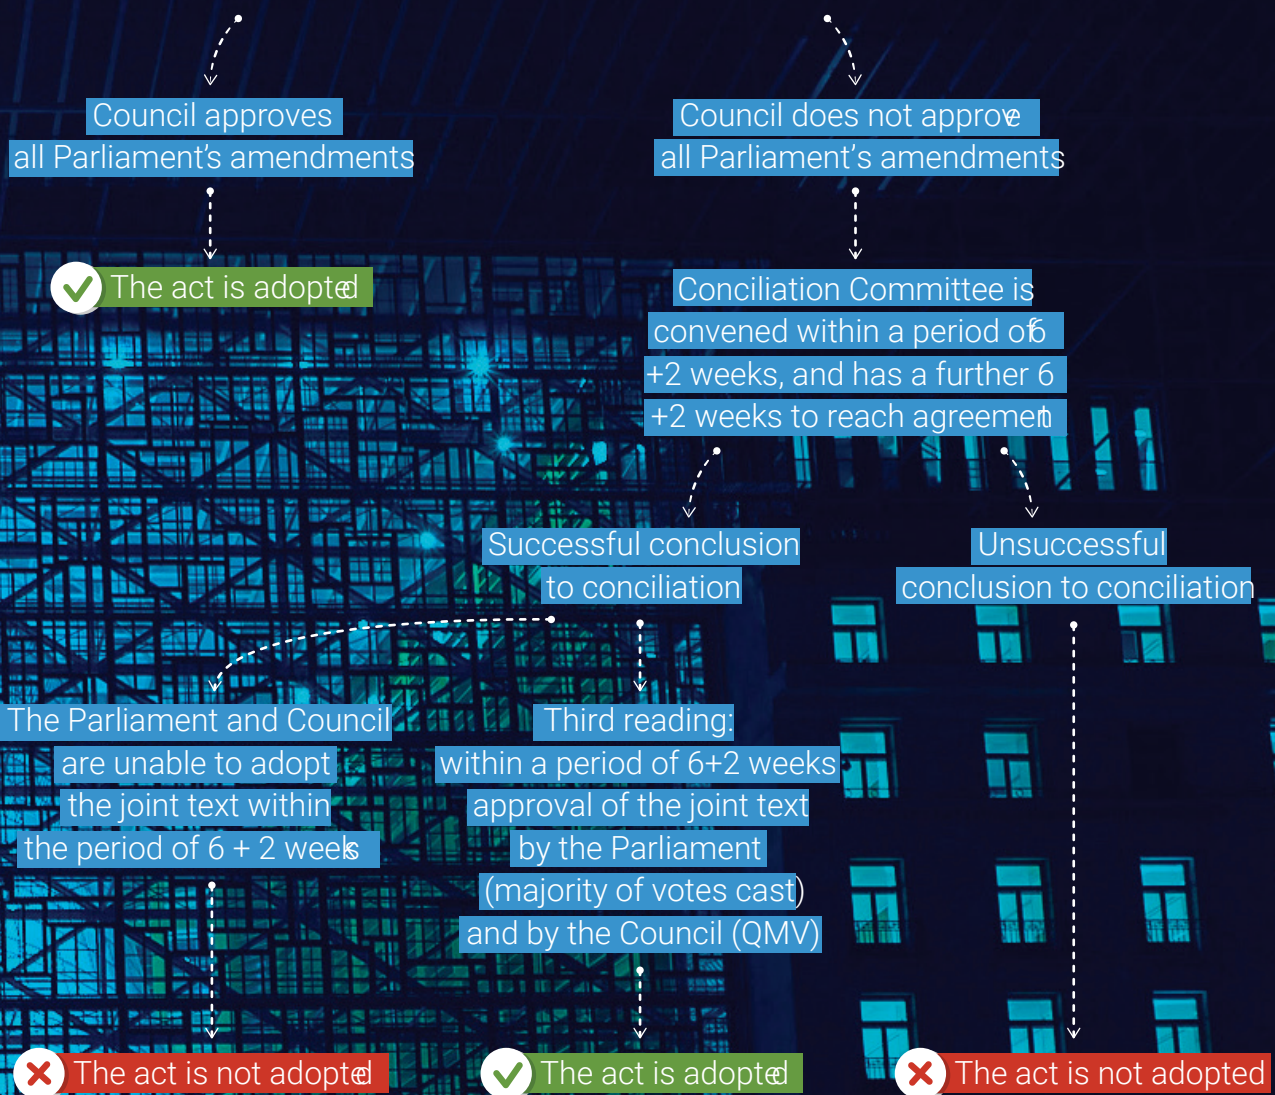 Council approves
all Parliament's amendments
Council does not approve
all Parliament's amendments
The act is adopted
Conciliation Committee is
convened within a period of 6
+2 weeks, and has a further 6
+2 weeks to reach agreement
Successful conclusion
to conciliation
Unsuccessful
conclusion to conciliation
The Parliament and Council
are unable to adopt
the joint text within
the period of 6 + 2 weeks
Third reading:
within a period of 6+2 weeks
approval of the joint text
by the Parliament
(majority of votes cast)
and by the Council (QMV)
The act is not adopted
The act is adopted
The act is not adopted